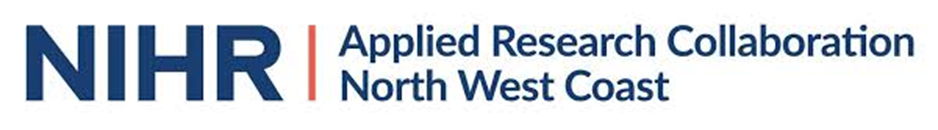 NIHR | Applied Research Collaboration
North West Coast